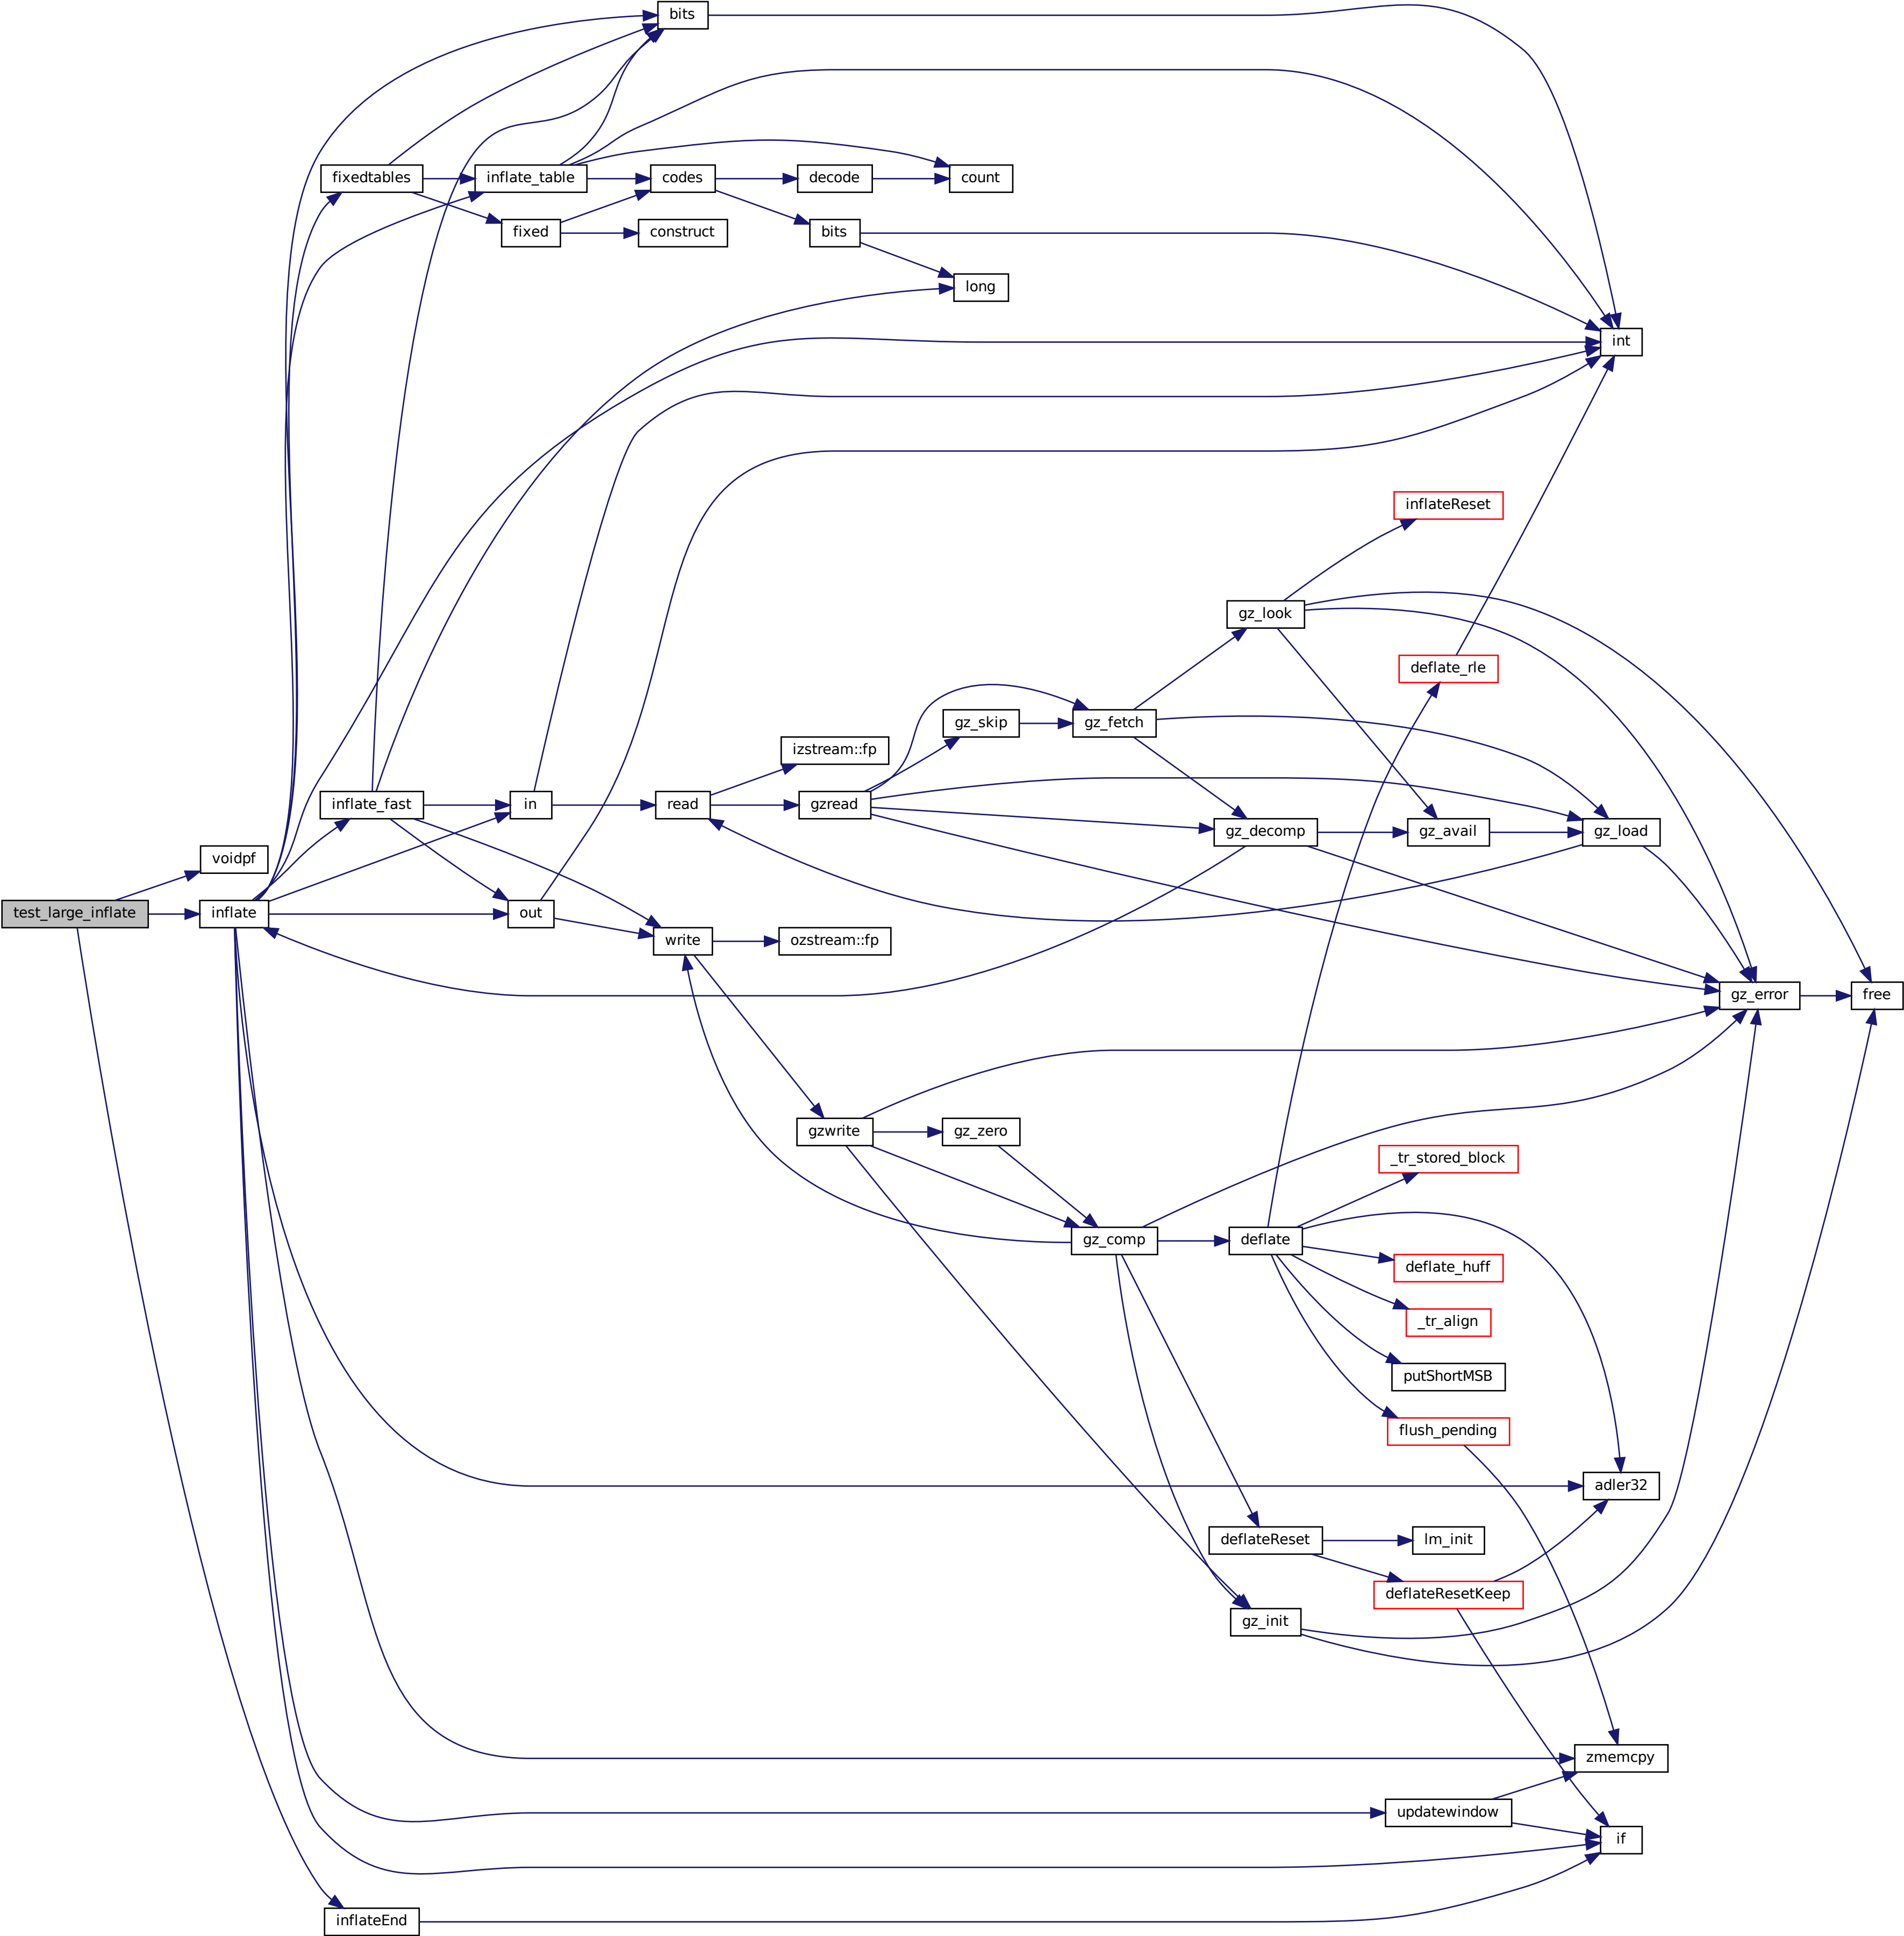 bits
fixedtables
inflate_table
codes
decode
count
fixed
construct
bits
long
int
inflateReset
gz_look
deflate_rle
gz_skip
gz_fetch
izstream::fp
inflate_fast
in
read
gzread
gz_decomp
gz_avail
gz_load
voidpf
test_large_inflate
inflate
out
write
ozstream::fp
gz_error
free
gzwrite
gz_zero
_tr_stored_block
gz_comp
deflate
deflate_huff
_tr_align
putShortMSB
flush_pending
adler32
deflateReset
lm_init
deflateResetKeep
gz_init
zmemcpy
updatewindow
if
inflateEnd